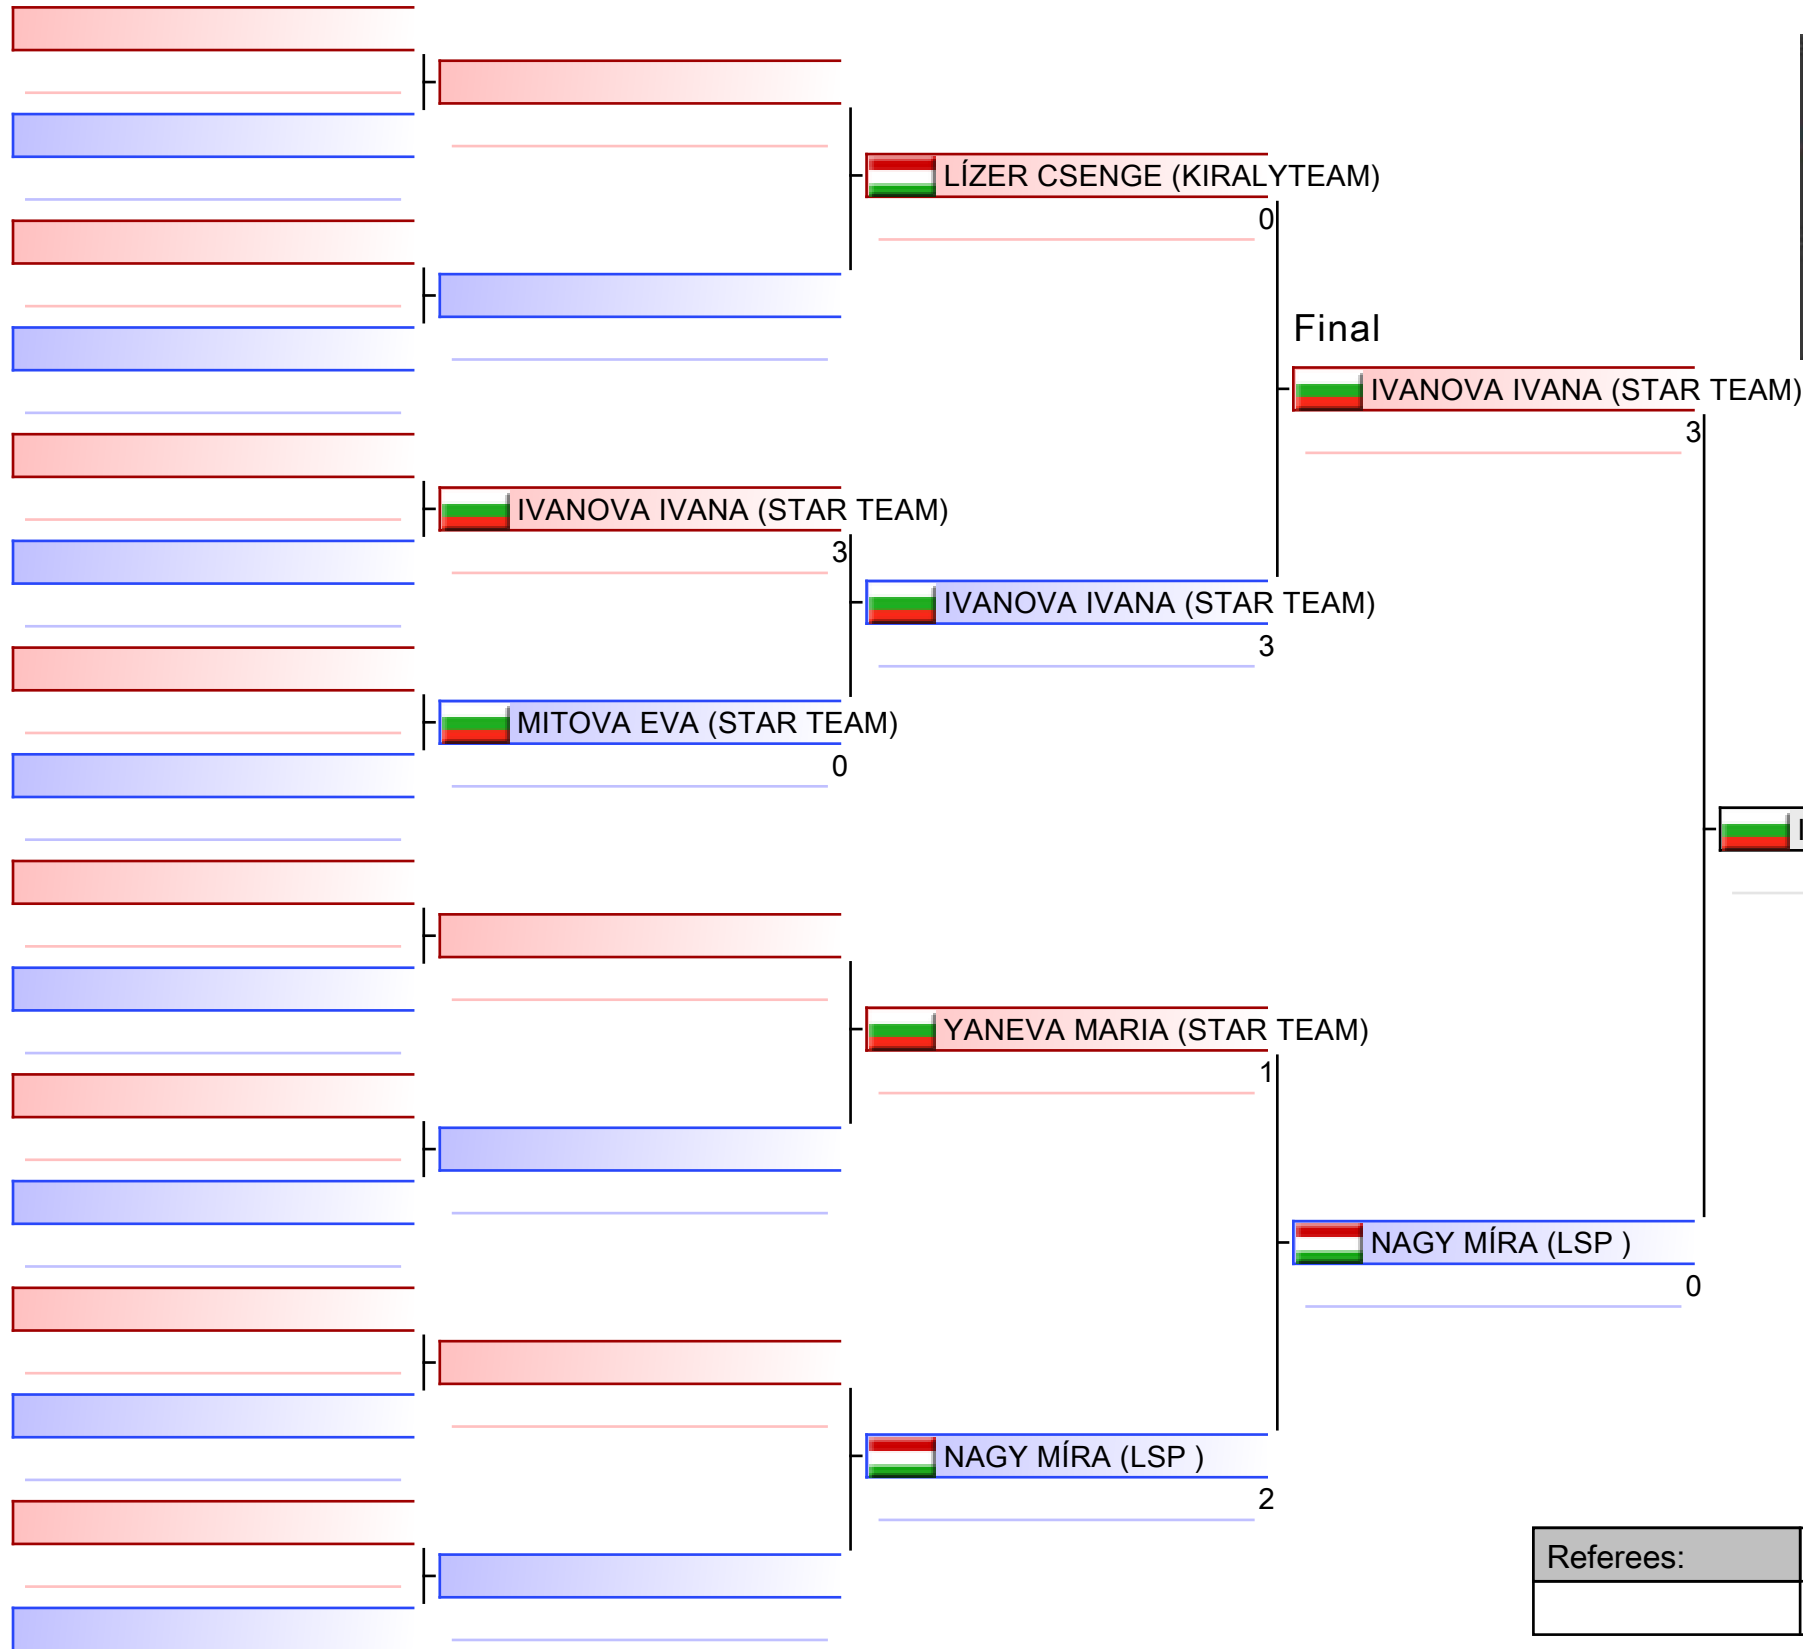 LÍZER CSENGE (KIRALYTEAM)
0
Final
IVANOVA IVANA (STAR TEAM)
3
IVANOVA IVANA (STAR TEAM)
3
IVANOVA IVANA (STAR TEAM)
3
MITOVA EVA (STAR TEAM)
0
YANEVA MARIA (STAR TEAM)
1
NAGY MÍRA (LSP )
0
NAGY MÍRA (LSP )
2
Referees: